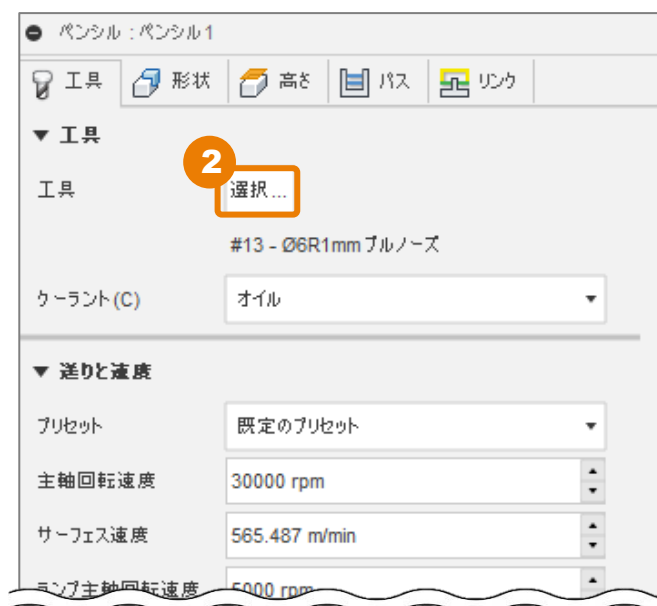 ペンシル : ペンシル1
工具 形状 高さ パス リンク
▼ 工具
2
工具 選択...
#13 - Ø6R1mm ブルノーズ
クーラント(C) オイル
▼ 送りと速度
プリセット 既定のプリセット
主軸回転速度 30000 rpm
サーフェス速度 565.487 m/min
ランプ主軸回転速度 5000 rpm